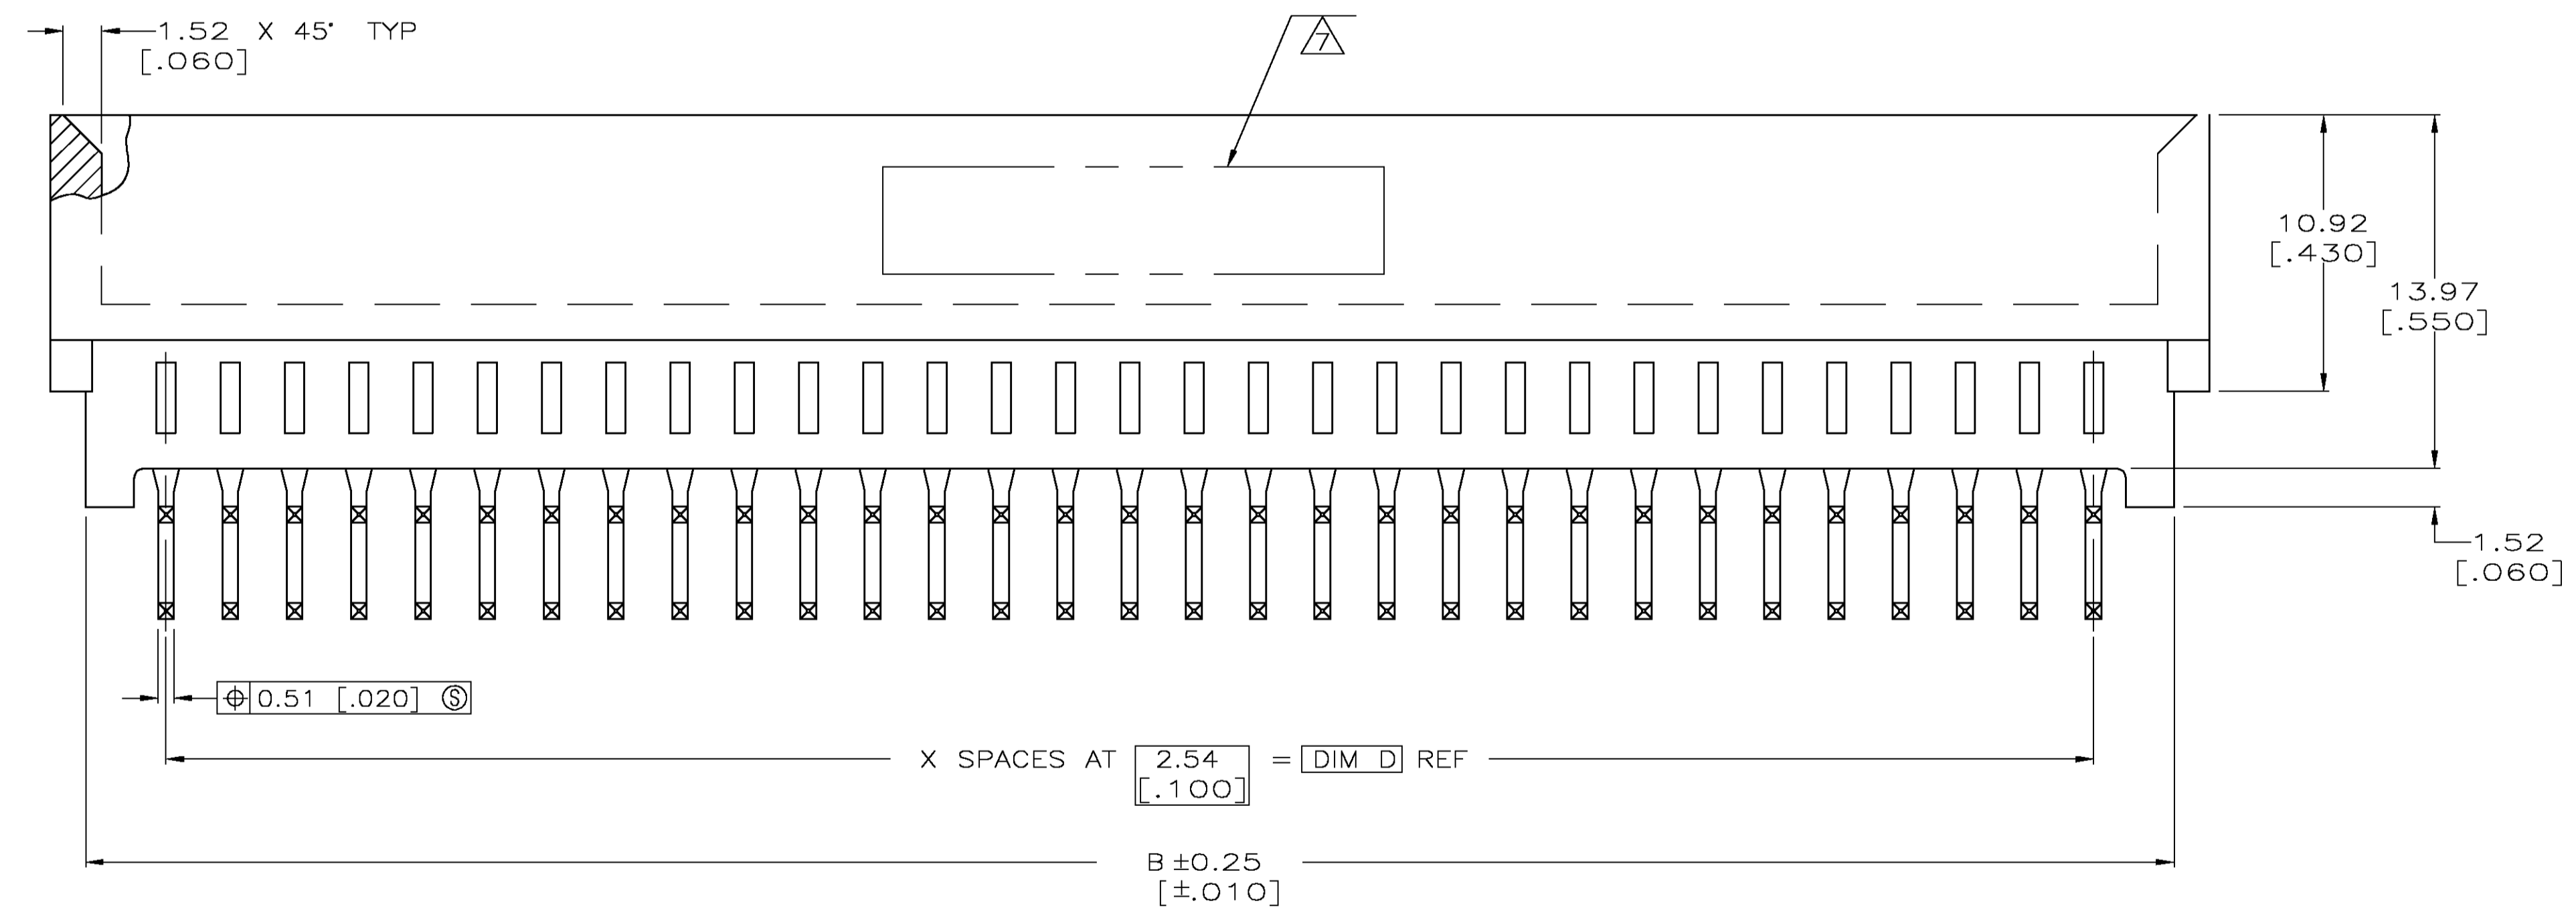 1.52 X 45° TYP
[.060]
7
10.92
[.430]
13.97
[.550]
1.52
[.060]
⌖ 0.51 [.020] Ⓢ
X SPACES AT 2.54 = DIM D REF
[.100]
B ±0.25
[±.010]